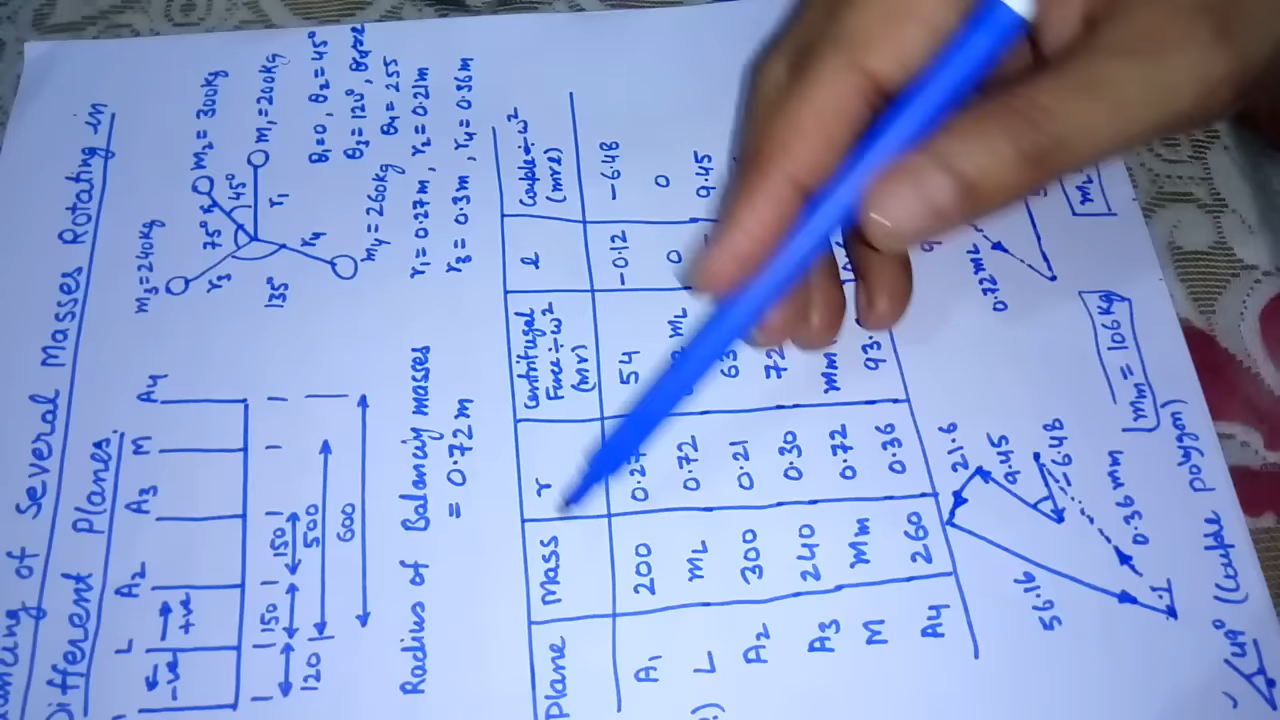 of Several Masses Rotating in
Different Planes.
L A2 A3 M A4
-ve +ve
120 150 150
500
600
m3=240kg
m2=300kg
m1=200kg
75° 45°
r3 r1
135° r4
m4=260kg
θ1=0, θ2=45°
θ3=120°,
θ4=255
Radius of Balancing masses
= 0.72m
r1=0.27m, r2=0.21m
r3=0.3m, r4=0.36m
Plane Mass r Centrifugal Force÷ω² (mr) l Couple÷ω² (mrl)
A1 200 0.27 54 -0.12 -6.48
L mL 0.72 mL 0 0
A2 300 0.21 63 9.45
A3 240 0.30 72
M Mm 0.72 mm
A4 260 0.36 93.
56.16 21.6
9.45
6.48
0.36 mm
0.72mL
mL
mm = 106kg
49° (Couple polygon)